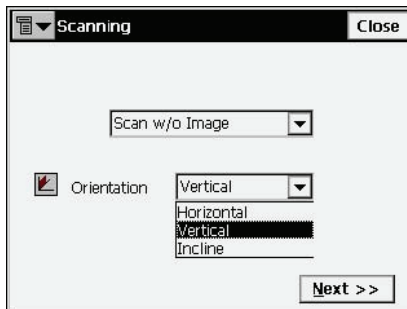 Scanning Close
Scan w/o Image
Orientation Vertical
Horizontal
Vertical
Incline
Next >>